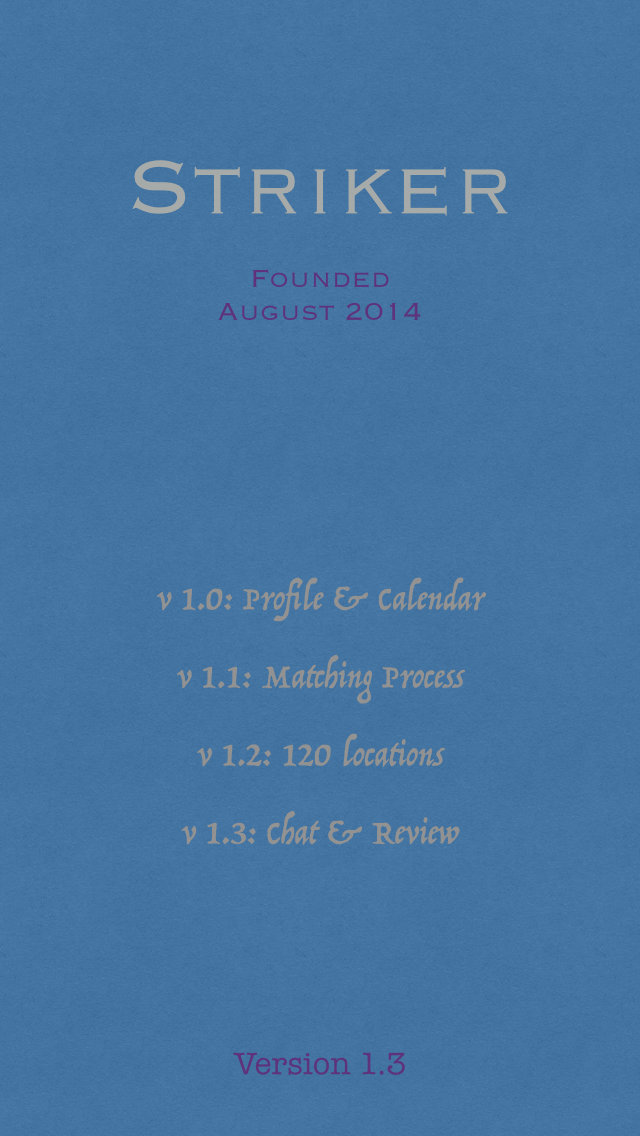 STRIKER
FOUNDED
AUGUST 2014
v 1.0: Profile & Calendar
v 1.1: Matching Process
v 1.2: 120 locations
v 1.3: Chat & Review
Version 1.3